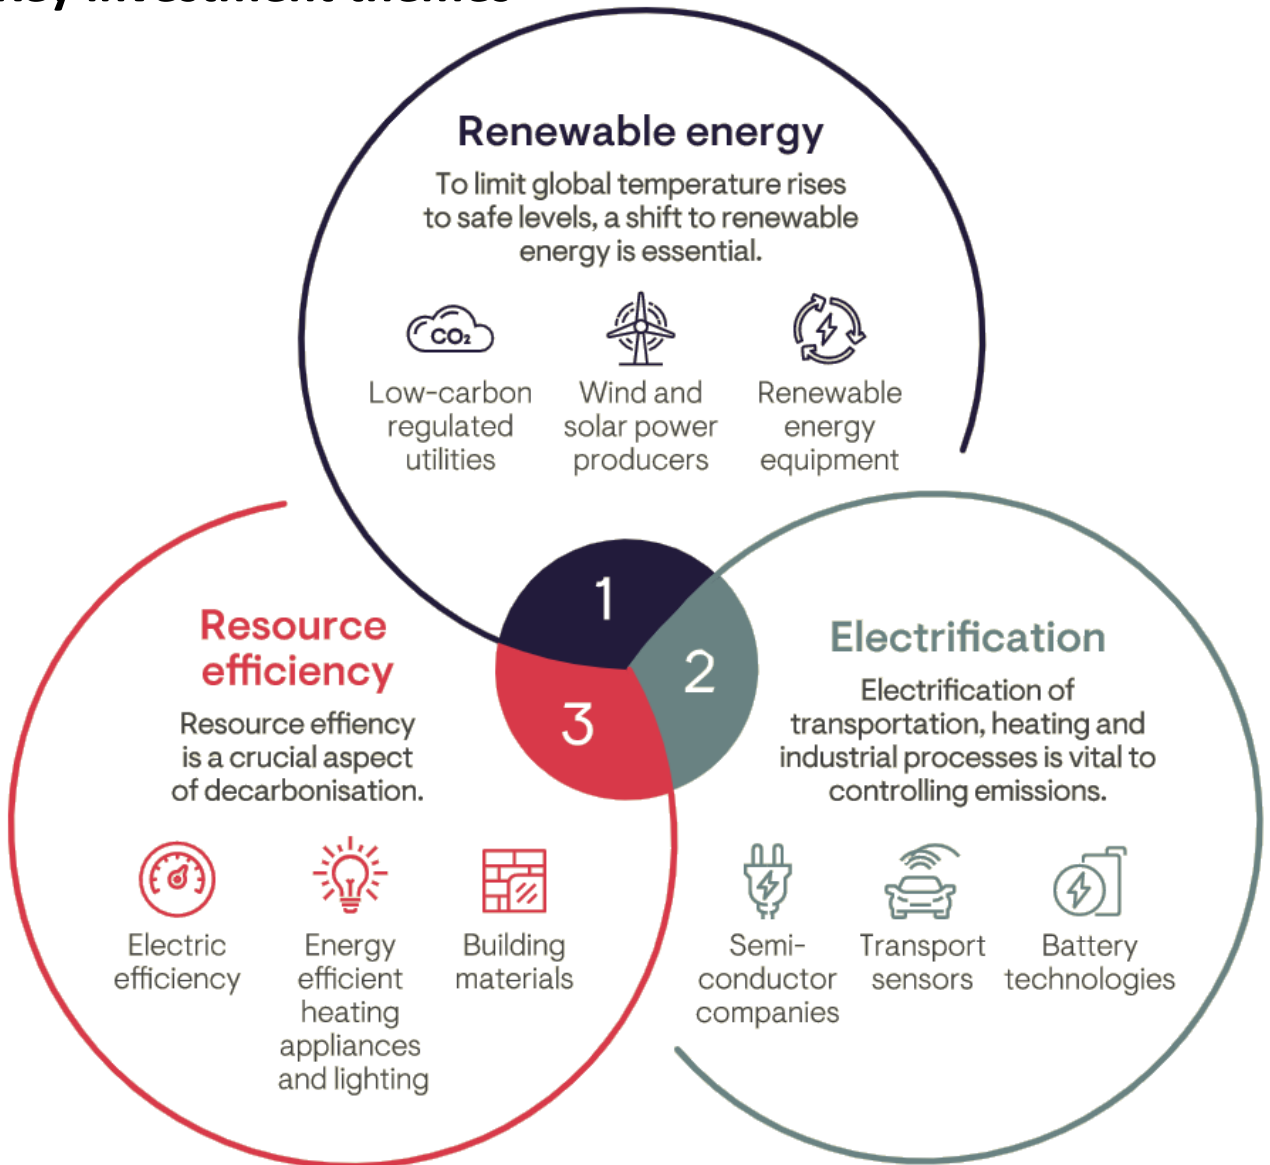 key investment themes
Renewable energy
To limit global temperature rises
to safe levels, a shift to renewable
energy is essential.
CO₂
Low-carbon
regulated
utilities
Wind and
solar power
producers
Renewable
energy
equipment
1
2
3
Electrification
Electrification of
transportation, heating and
industrial processes is vital to
controlling emissions.
Semi-
conductor
companies
Transport
sensors
Battery
technologies
Resource
efficiency
Resource effiency
is a crucial aspect
of decarbonisation.
Electric
efficiency
Energy
efficient
heating
appliances
and lighting
Building
materials